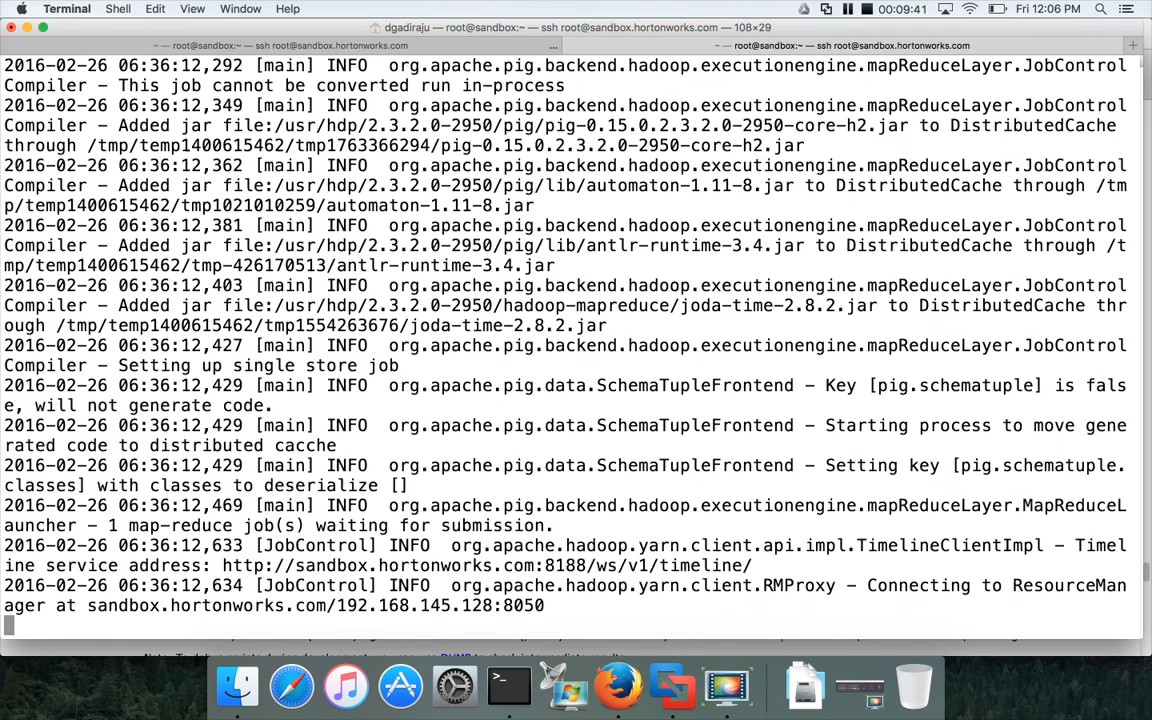 Terminal Shell Edit View Window Help 00:09:41 Fri 12:06 PM
dgadiraju — root@sandbox:~ — ssh root@sandbox.hortonworks.com — 108×29
~ — root@sandbox:~ — ssh root@sandbox.hortonworks.com ... ~ — root@sandbox:~ — ssh root@sandbox.hortonworks.com +
2016-02-26 06:36:12,292 [main] INFO  org.apache.pig.backend.hadoop.executionengine.mapReduceLayer.JobControl
Compiler - This job cannot be converted run in-process
2016-02-26 06:36:12,349 [main] INFO  org.apache.pig.backend.hadoop.executionengine.mapReduceLayer.JobControl
Compiler - Added jar file:/usr/hdp/2.3.2.0-2950/pig/pig-0.15.0.2.3.2.0-2950-core-h2.jar to DistributedCache
through /tmp/temp1400615462/tmp1763366294/pig-0.15.0.2.3.2.0-2950-core-h2.jar
2016-02-26 06:36:12,362 [main] INFO  org.apache.pig.backend.hadoop.executionengine.mapReduceLayer.JobControl
Compiler - Added jar file:/usr/hdp/2.3.2.0-2950/pig/lib/automaton-1.11-8.jar to DistributedCache through /tm
p/temp1400615462/tmp1021010259/automaton-1.11-8.jar
2016-02-26 06:36:12,381 [main] INFO  org.apache.pig.backend.hadoop.executionengine.mapReduceLayer.JobControl
Compiler - Added jar file:/usr/hdp/2.3.2.0-2950/pig/lib/antlr-runtime-3.4.jar to DistributedCache through /t
mp/temp1400615462/tmp-426170513/antlr-runtime-3.4.jar
2016-02-26 06:36:12,403 [main] INFO  org.apache.pig.backend.hadoop.executionengine.mapReduceLayer.JobControl
Compiler - Added jar file:/usr/hdp/2.3.2.0-2950/hadoop-mapreduce/joda-time-2.8.2.jar to DistributedCache thr
ough /tmp/temp1400615462/tmp1554263676/joda-time-2.8.2.jar
2016-02-26 06:36:12,427 [main] INFO  org.apache.pig.backend.hadoop.executionengine.mapReduceLayer.JobControl
Compiler - Setting up single store job
2016-02-26 06:36:12,429 [main] INFO  org.apache.pig.data.SchemaTupleFrontend - Key [pig.schematuple] is fals
e, will not generate code.
2016-02-26 06:36:12,429 [main] INFO  org.apache.pig.data.SchemaTupleFrontend - Starting process to move gene
rated code to distributed cacche
2016-02-26 06:36:12,429 [main] INFO  org.apache.pig.data.SchemaTupleFrontend - Setting key [pig.schematuple.
classes] with classes to deserialize []
2016-02-26 06:36:12,469 [main] INFO  org.apache.pig.backend.hadoop.executionengine.mapReduceLayer.MapReduceL
auncher - 1 map-reduce job(s) waiting for submission.
2016-02-26 06:36:12,633 [JobControl] INFO  org.apache.hadoop.yarn.client.api.impl.TimelineClientImpl - Timel
ine service address: http://sandbox.hortonworks.com:8188/ws/v1/timeline/
2016-02-26 06:36:12,634 [JobControl] INFO  org.apache.hadoop.yarn.client.RMProxy - Connecting to ResourceMan
ager at sandbox.hortonworks.com/192.168.145.128:8050